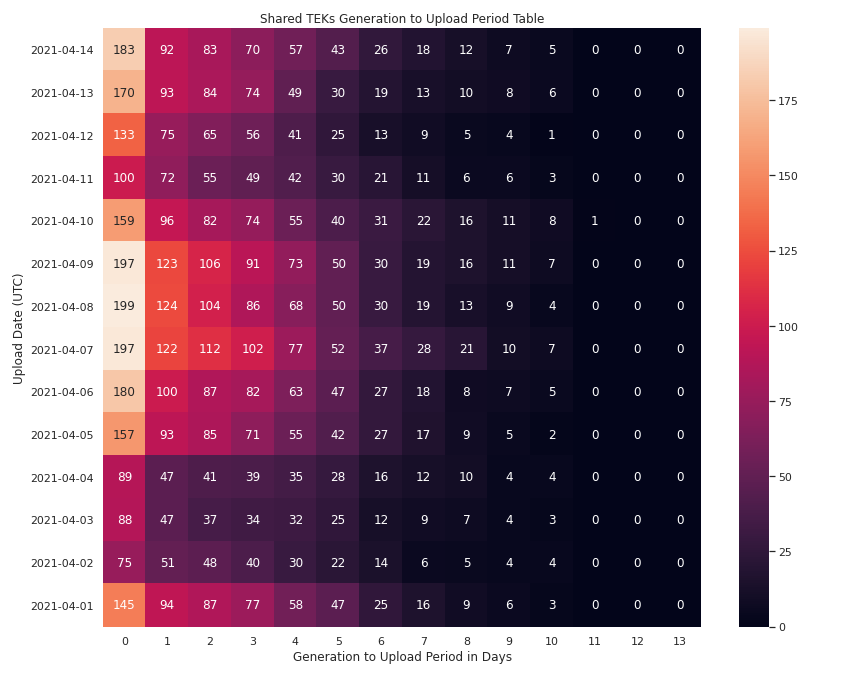 Shared TEKs Generation to Upload Period Table
2021-04-14 183 92 83 70 57 43 26 18 12 7 5 0 0 0
2021-04-13 170 93 84 74 49 30 19 13 10 8 6 0 0 0
2021-04-12 133 75 65 56 41 25 13 9 5 4 1 0 0 0
2021-04-11 100 72 55 49 42 30 21 11 6 6 3 0 0 0
2021-04-10 159 96 82 74 55 40 31 22 16 11 8 1 0 0
2021-04-09 197 123 106 91 73 50 30 19 16 11 7 0 0 0
2021-04-08 199 124 104 86 68 50 30 19 13 9 4 0 0 0
2021-04-07 197 122 112 102 77 52 37 28 21 10 7 0 0 0
2021-04-06 180 100 87 82 63 47 27 18 8 7 5 0 0 0
2021-04-05 157 93 85 71 55 42 27 17 9 5 2 0 0 0
2021-04-04 89 47 41 39 35 28 16 12 10 4 4 0 0 0
2021-04-03 88 47 37 34 32 25 12 9 7 4 3 0 0 0
2021-04-02 75 51 48 40 30 22 14 6 5 4 4 0 0 0
2021-04-01 145 94 87 77 58 47 25 16 9 6 3 0 0 0
0 1 2 3 4 5 6 7 8 9 10 11 12 13
Generation to Upload Period in Days
Upload Date (UTC)
175
150
125
100
75
50
25
0